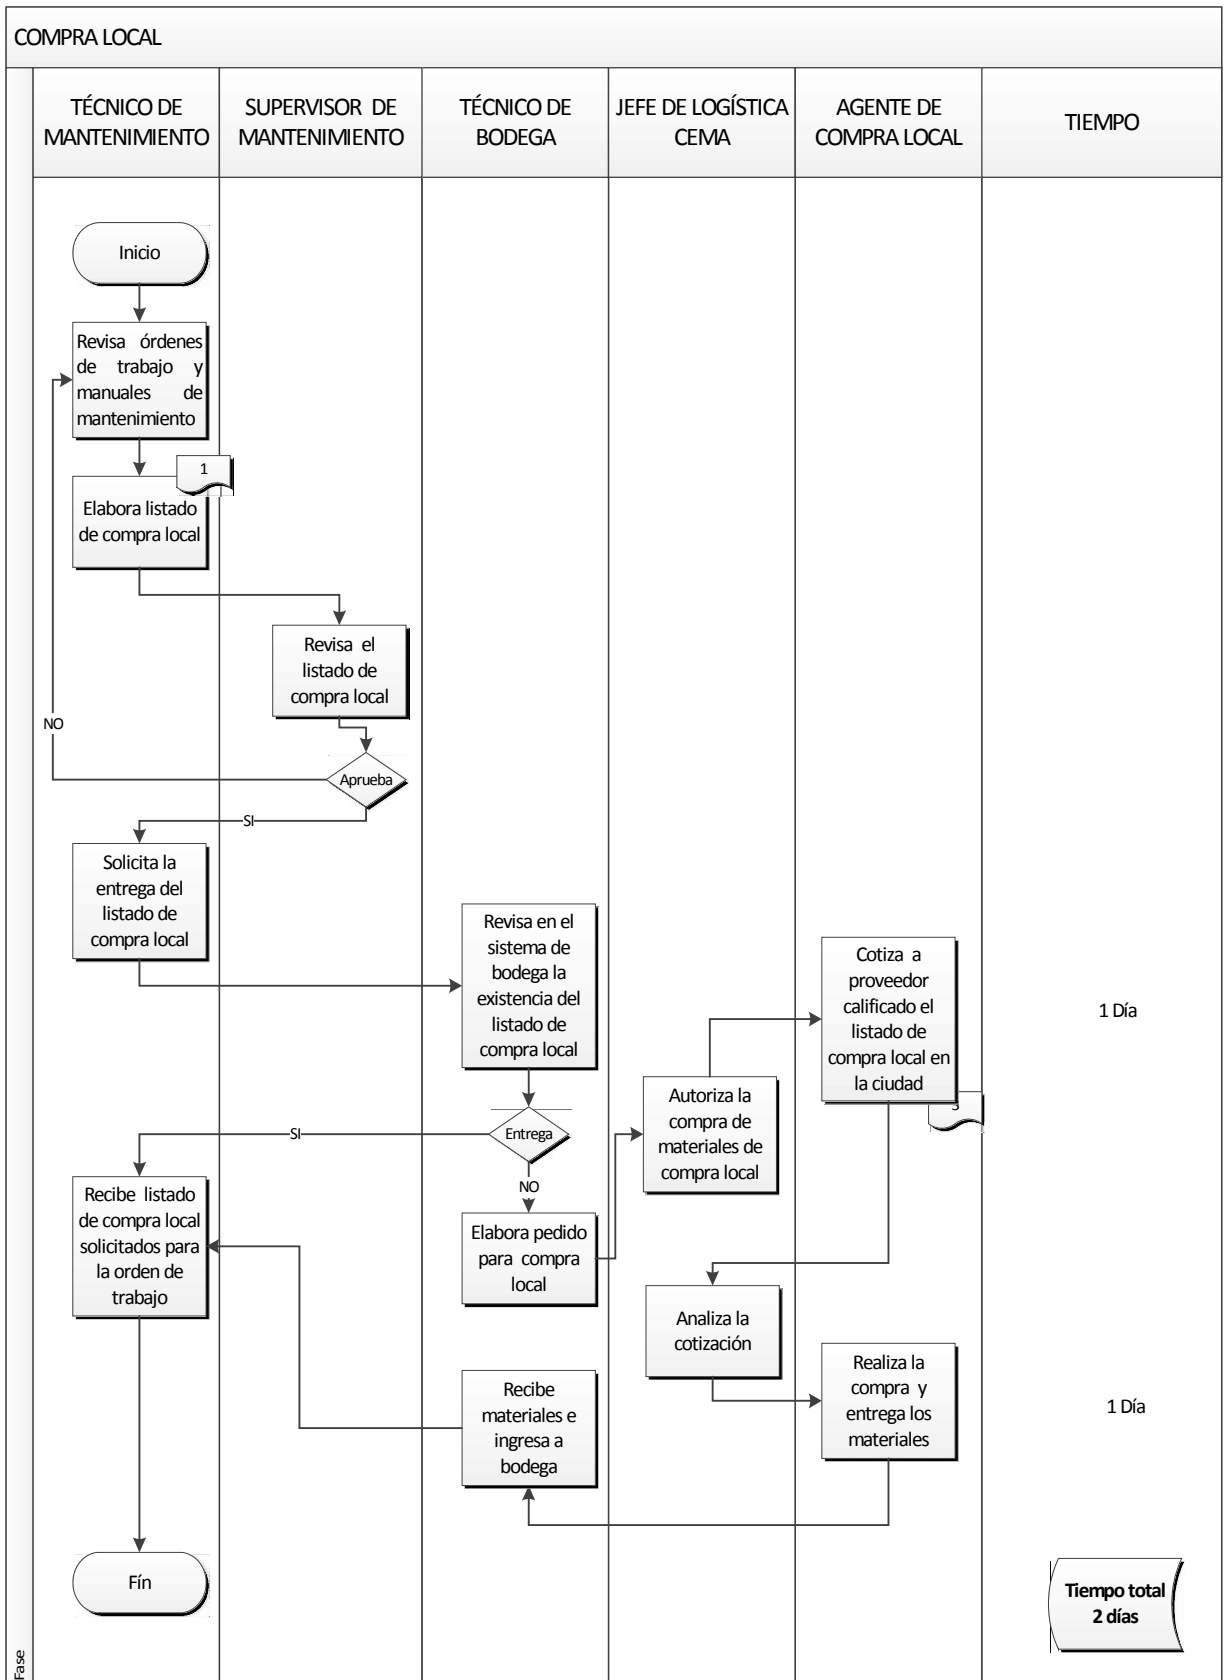 COMPRA LOCAL
TÉCNICO DE
MANTENIMIENTO
SUPERVISOR DE
MANTENIMIENTO
TÉCNICO DE
BODEGA
JEFE DE LOGÍSTICA
CEMA
AGENTE DE
COMPRA LOCAL
TIEMPO
Inicio
Revisa órdenes
de trabajo y
manuales de
mantenimiento
1
Elabora listado
de compra local
Revisa el
listado de
compra local
NO
Aprueba
SI
Solicita la
entrega del
listado de
compra local
Revisa en el
sistema de
bodega la
existencia del
listado de
compra local
Cotiza a
proveedor
calificado el
listado de
compra local en
la ciudad
1 Día
3
Autoriza la
compra de
materiales de
compra local
Entrega
SI
NO
Recibe listado
de compra local
solicitados para
la orden de
trabajo
Elabora pedido
para compra
local
Analiza la
cotización
Realiza la
compra y
entrega los
materiales
1 Día
Recibe
materiales e
ingresa a
bodega
Fín
Tiempo total
2 días
Fase